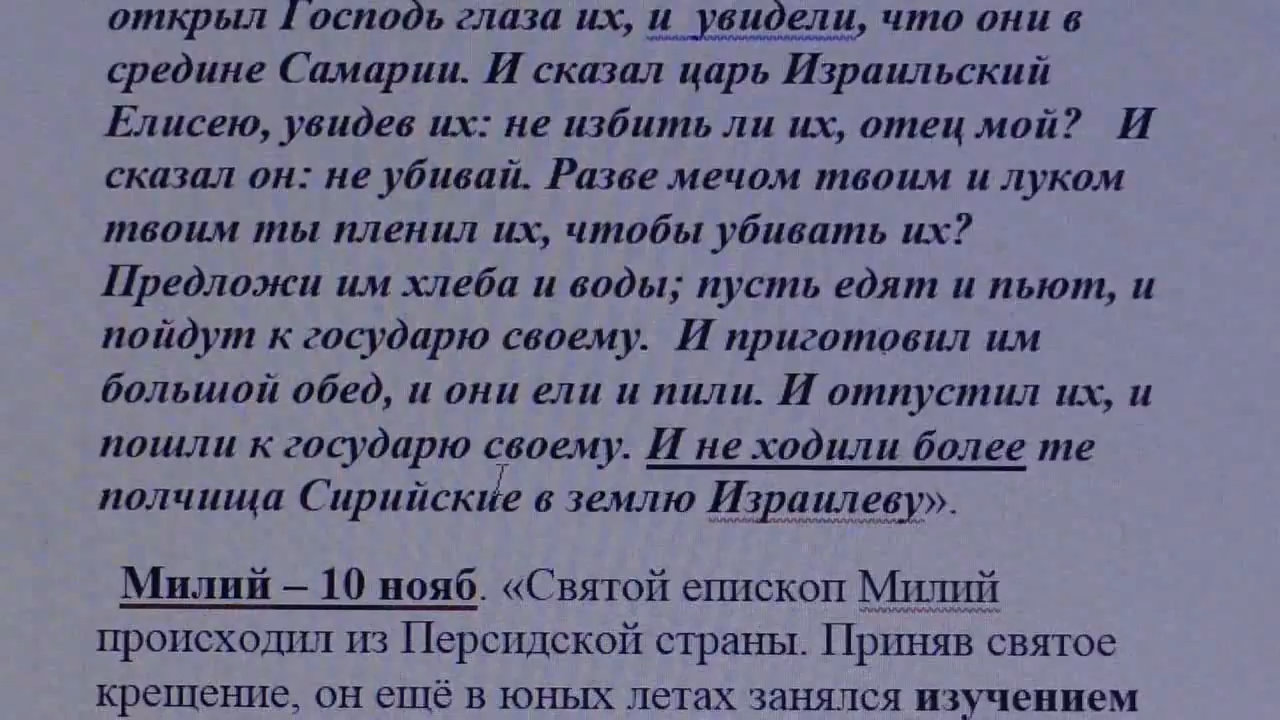 открыл Господь глаза их, и увидели, что они в
средине Самарии. И сказал царь Израильский
Елисею, увидев их: не избить ли их, отец мой? И
сказал он: не убивай. Разве мечом твоим и луком
твоим ты пленил их, чтобы убивать их?
Предложи им хлеба и воды; пусть едят и пьют, и
пойдут к государю своему. И приготовил им
большой обед, и они ели и пили. И отпустил их, и
пошли к государю своему. И не ходили более те
полчища Сирийские в землю Израилеву».
Милий – 10 нояб. «Святой епископ Милий
происходил из Персидской страны. Приняв святое
крещение, он ещё в юных летах занялся изучением